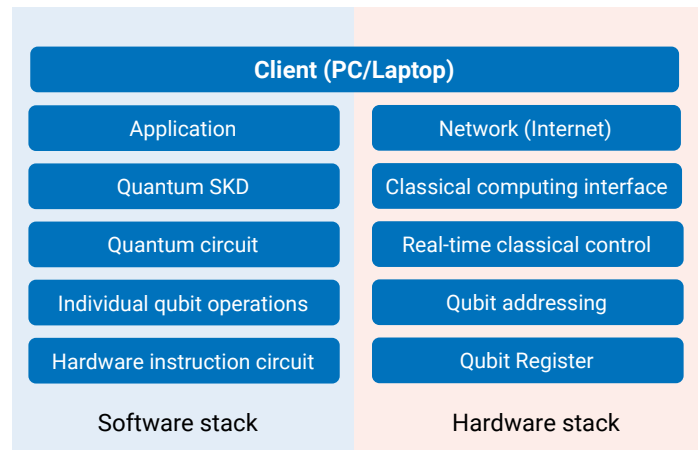 Client (PC/Laptop)
Application
Quantum SKD
Quantum circuit
Individual qubit operations
Hardware instruction circuit
Software stack
Network (Internet)
Classical computing interface
Real-time classical control
Qubit addressing
Qubit Register
Hardware stack